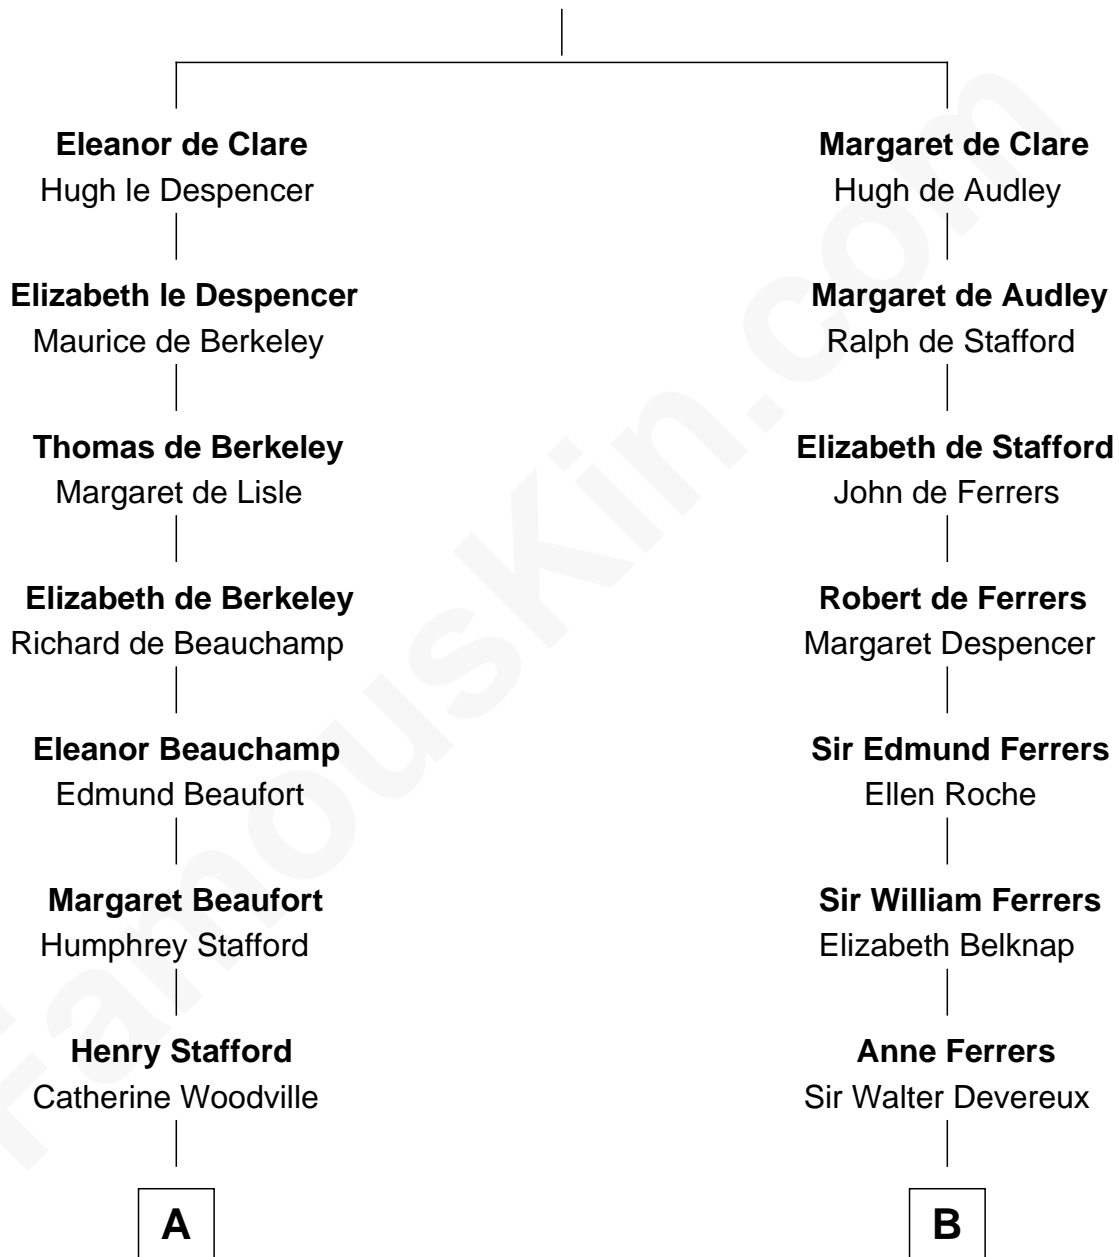 Eleanor de Clare
Hugh le Despencer
Elizabeth le Despencer
Maurice de Berkeley
Thomas de Berkeley
Margaret de Lisle
Elizabeth de Berkeley
Richard de Beauchamp
Eleanor Beauchamp
Edmund Beaufort
Margaret Beaufort
Humphrey Stafford
Henry Stafford
Catherine Woodville
A
Margaret de Clare
Hugh de Audley
Margaret de Audley
Ralph de Stafford
Elizabeth de Stafford
John de Ferrers
Robert de Ferrers
Margaret Despencer
Sir Edmund Ferrers
Ellen Roche
Sir William Ferrers
Elizabeth Belknap
Anne Ferrers
Sir Walter Devereux
B
FamousKin.com